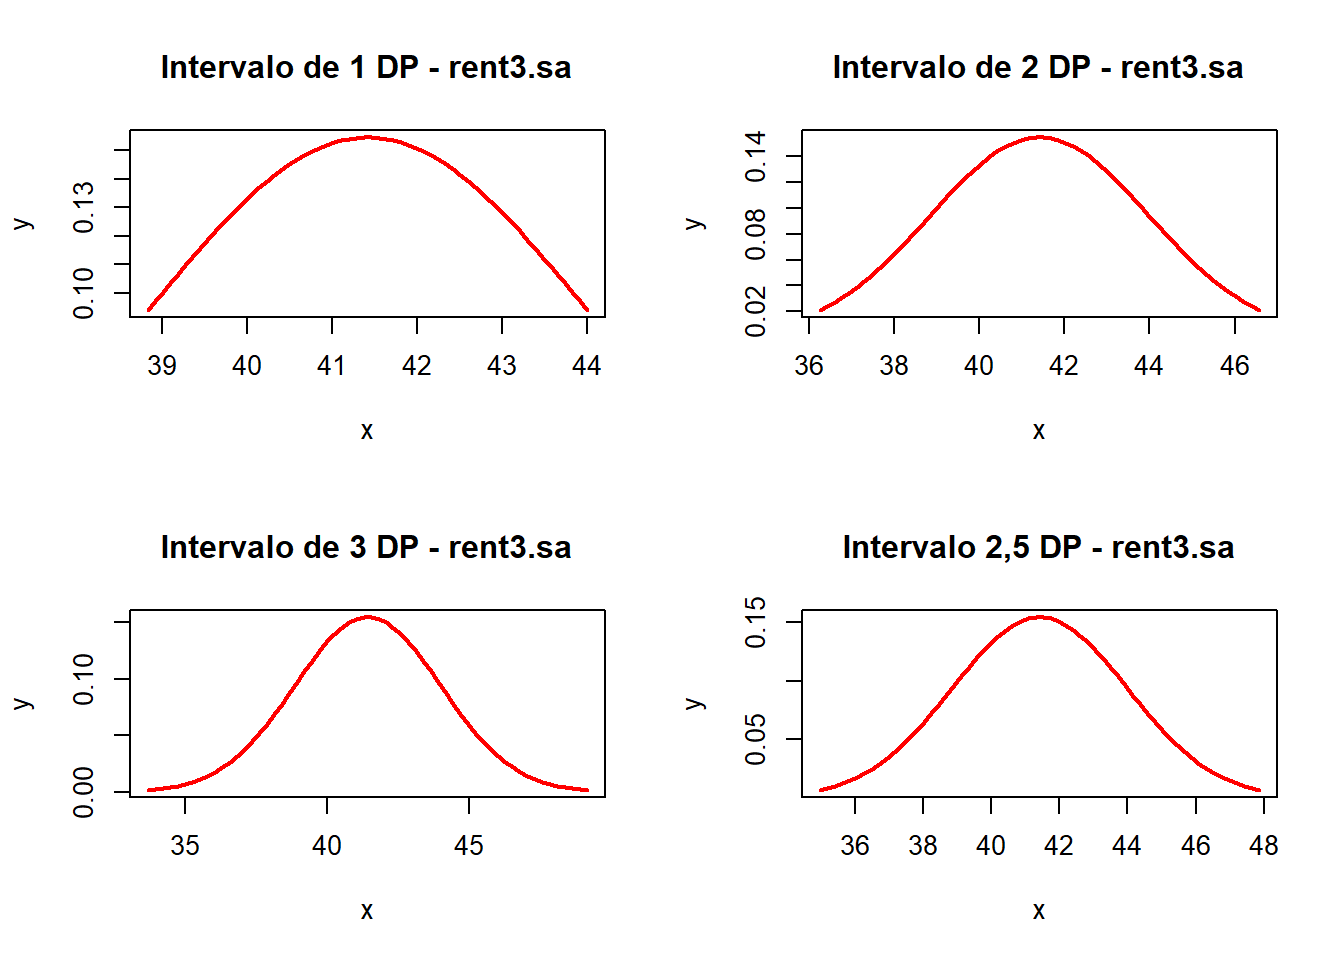 Intervalo de 1 DP - rent3.sa
y
0.10 0.13
39 40 41 42 43 44
x
Intervalo de 2 DP - rent3.sa
y
0.02 0.08 0.14
36 38 40 42 44 46
x
Intervalo de 3 DP - rent3.sa
y
0.00 0.10
35 40 45
x
Intervalo 2,5 DP - rent3.sa
y
0.05 0.15
36 38 40 42 44 46 48
x